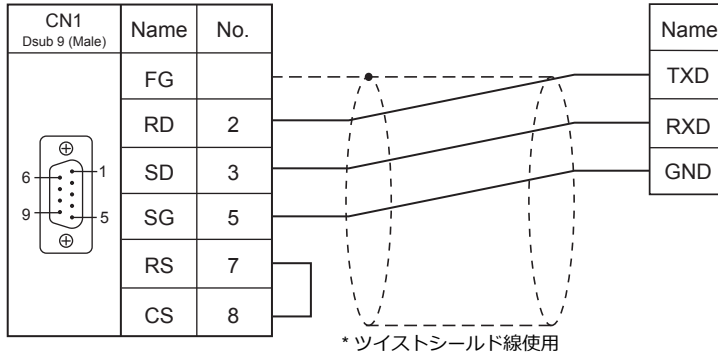 CN1
Dsub 9 (Male)
Name No.
Name
FG
TXD
RD 2
RXD
SD 3
GND
SG 5
RS 7
CS 8
6 1
9 5
* ツイストシールド線使用